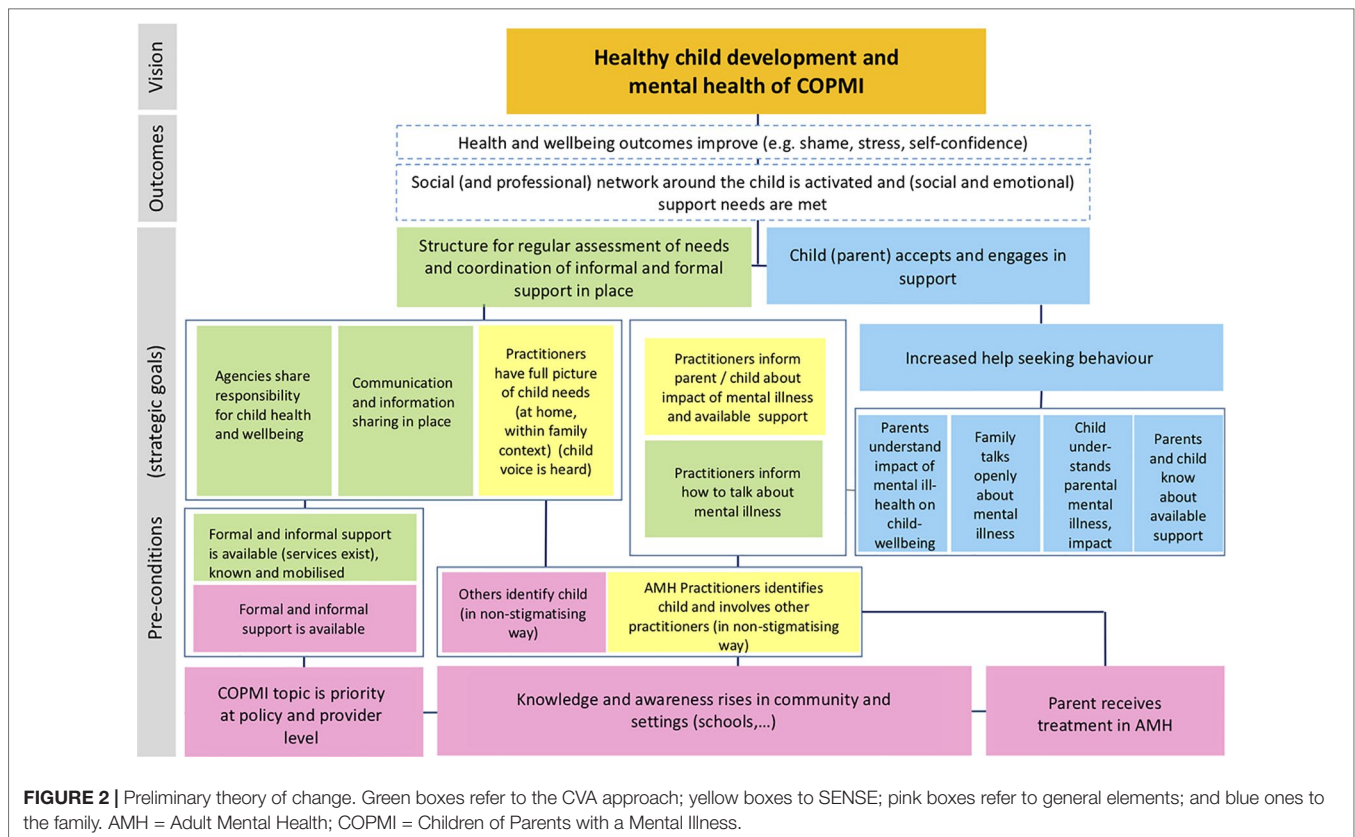 Vision
Healthy child development and
mental health of COPMI
Outcomes
Health and wellbeing outcomes improve (e.g. shame, stress, self-confidence)
Social (and professional) network around the child is activated and (social and emotional)
support needs are met
Pre-conditions (strategic goals)
Structure for regular assessment of needs
and coordination of informal and formal
support in place
Child (parent) accepts and engages in
support
Agencies share
responsibility
for child health
and wellbeing
Communication
and information
sharing in place
Practitioners
have full picture
of child needs
(at home,
within family
context) (child
voice is heard)
Practitioners inform
parent / child about
impact of mental illness
and available support
Practitioners inform
how to talk about
mental illness
Increased help seeking behaviour
Parents
understand
impact of
mental ill-
health on
child-
wellbeing
Family
talks
openly
about
mental
illness
Child
under-
stands
parental
mental
illness,
impact
Parents
and child
know
about
available
support
Formal and informal support
is available (services exist),
known and mobilised
Formal and informal
support is available
Others identify child
(in non-stigmatising
way)
AMH Practitioners identifies
child and involves other
practitioners (in non-stigmatising
way)
COPMI topic is priority
at policy and provider
level
Knowledge and awareness rises in community and
settings (schools,...)
Parent receives
treatment in AMH
FIGURE 2 | Preliminary theory of change. Green boxes refer to the CVA approach; yellow boxes to SENSE; pink boxes refer to general elements; and blue ones to
the family. AMH = Adult Mental Health; COPMI = Children of Parents with a Mental Illness.